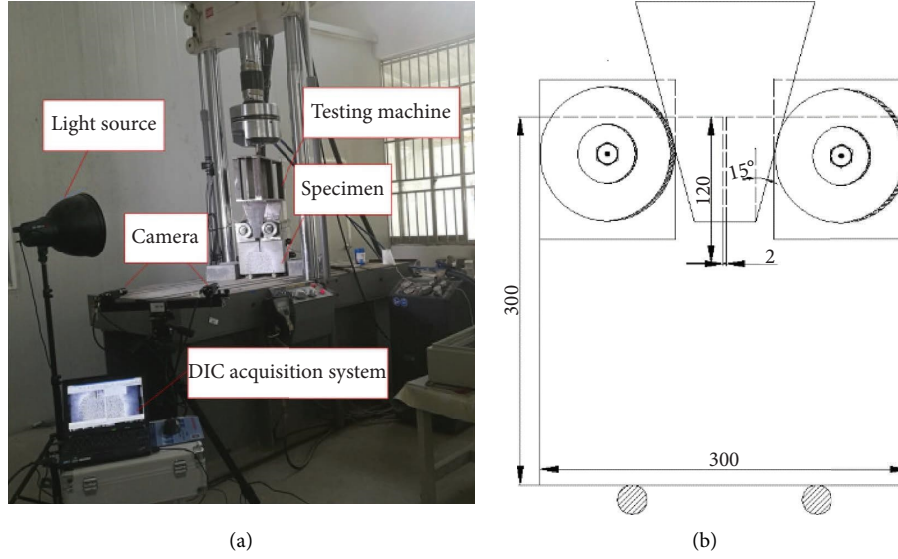 Light source
Testing machine
Specimen
Camera
DIC acquisition system
(a)
15°
120
2
300
300
(b)